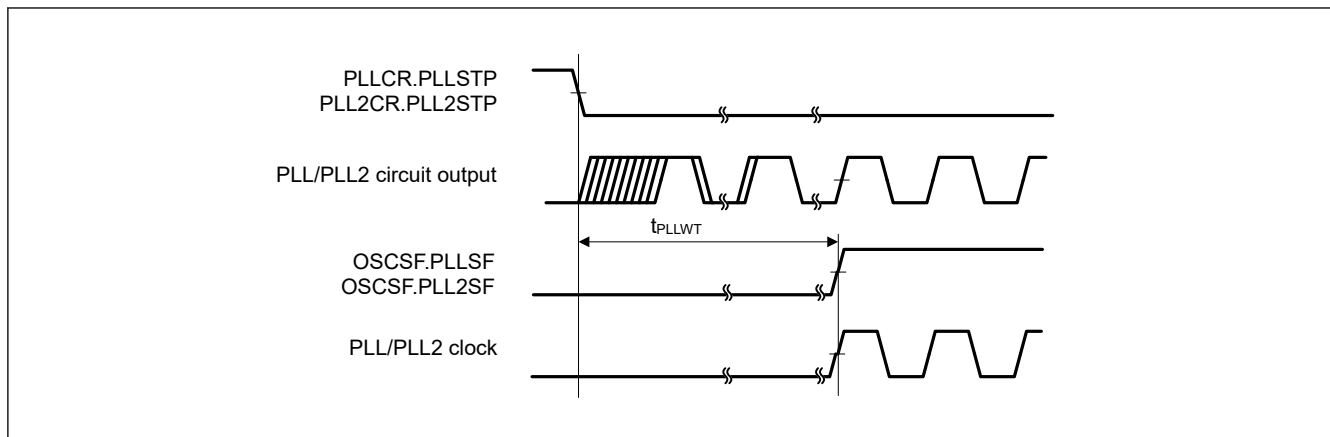 PLLCR.PLLSTP
PLL2CR.PLL2STP
PLL/PLL2 circuit output
tPLLWT
OSCSF.PLLSF
OSCSF.PLL2SF
PLL/PLL2 clock